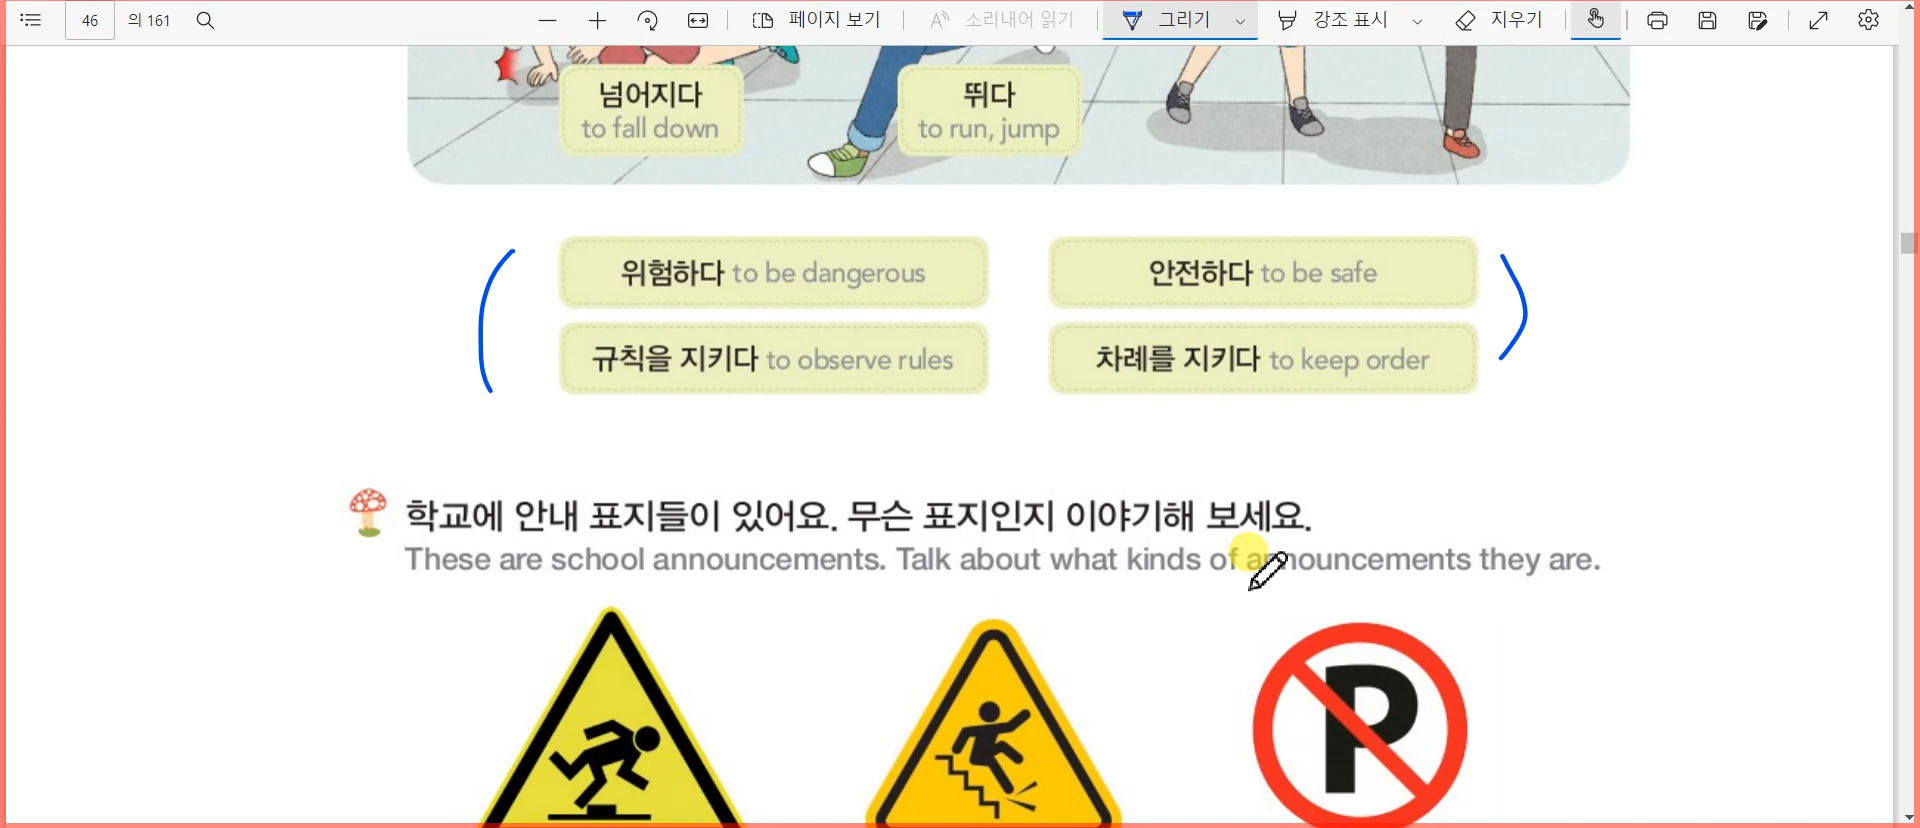 46 의 161 페이지 보기 소리내어 읽기 그리기 강조 표시 지우기
넘어지다
to fall down
뛰다
to run, jump
위험하다 to be dangerous
안전하다 to be safe
규칙을 지키다 to observe rules
차례를 지키다 to keep order
학교에 안내 표지들이 있어요. 무슨 표지인지 이야기해 보세요.
These are school announcements. Talk about what kinds of announcements they are.
P